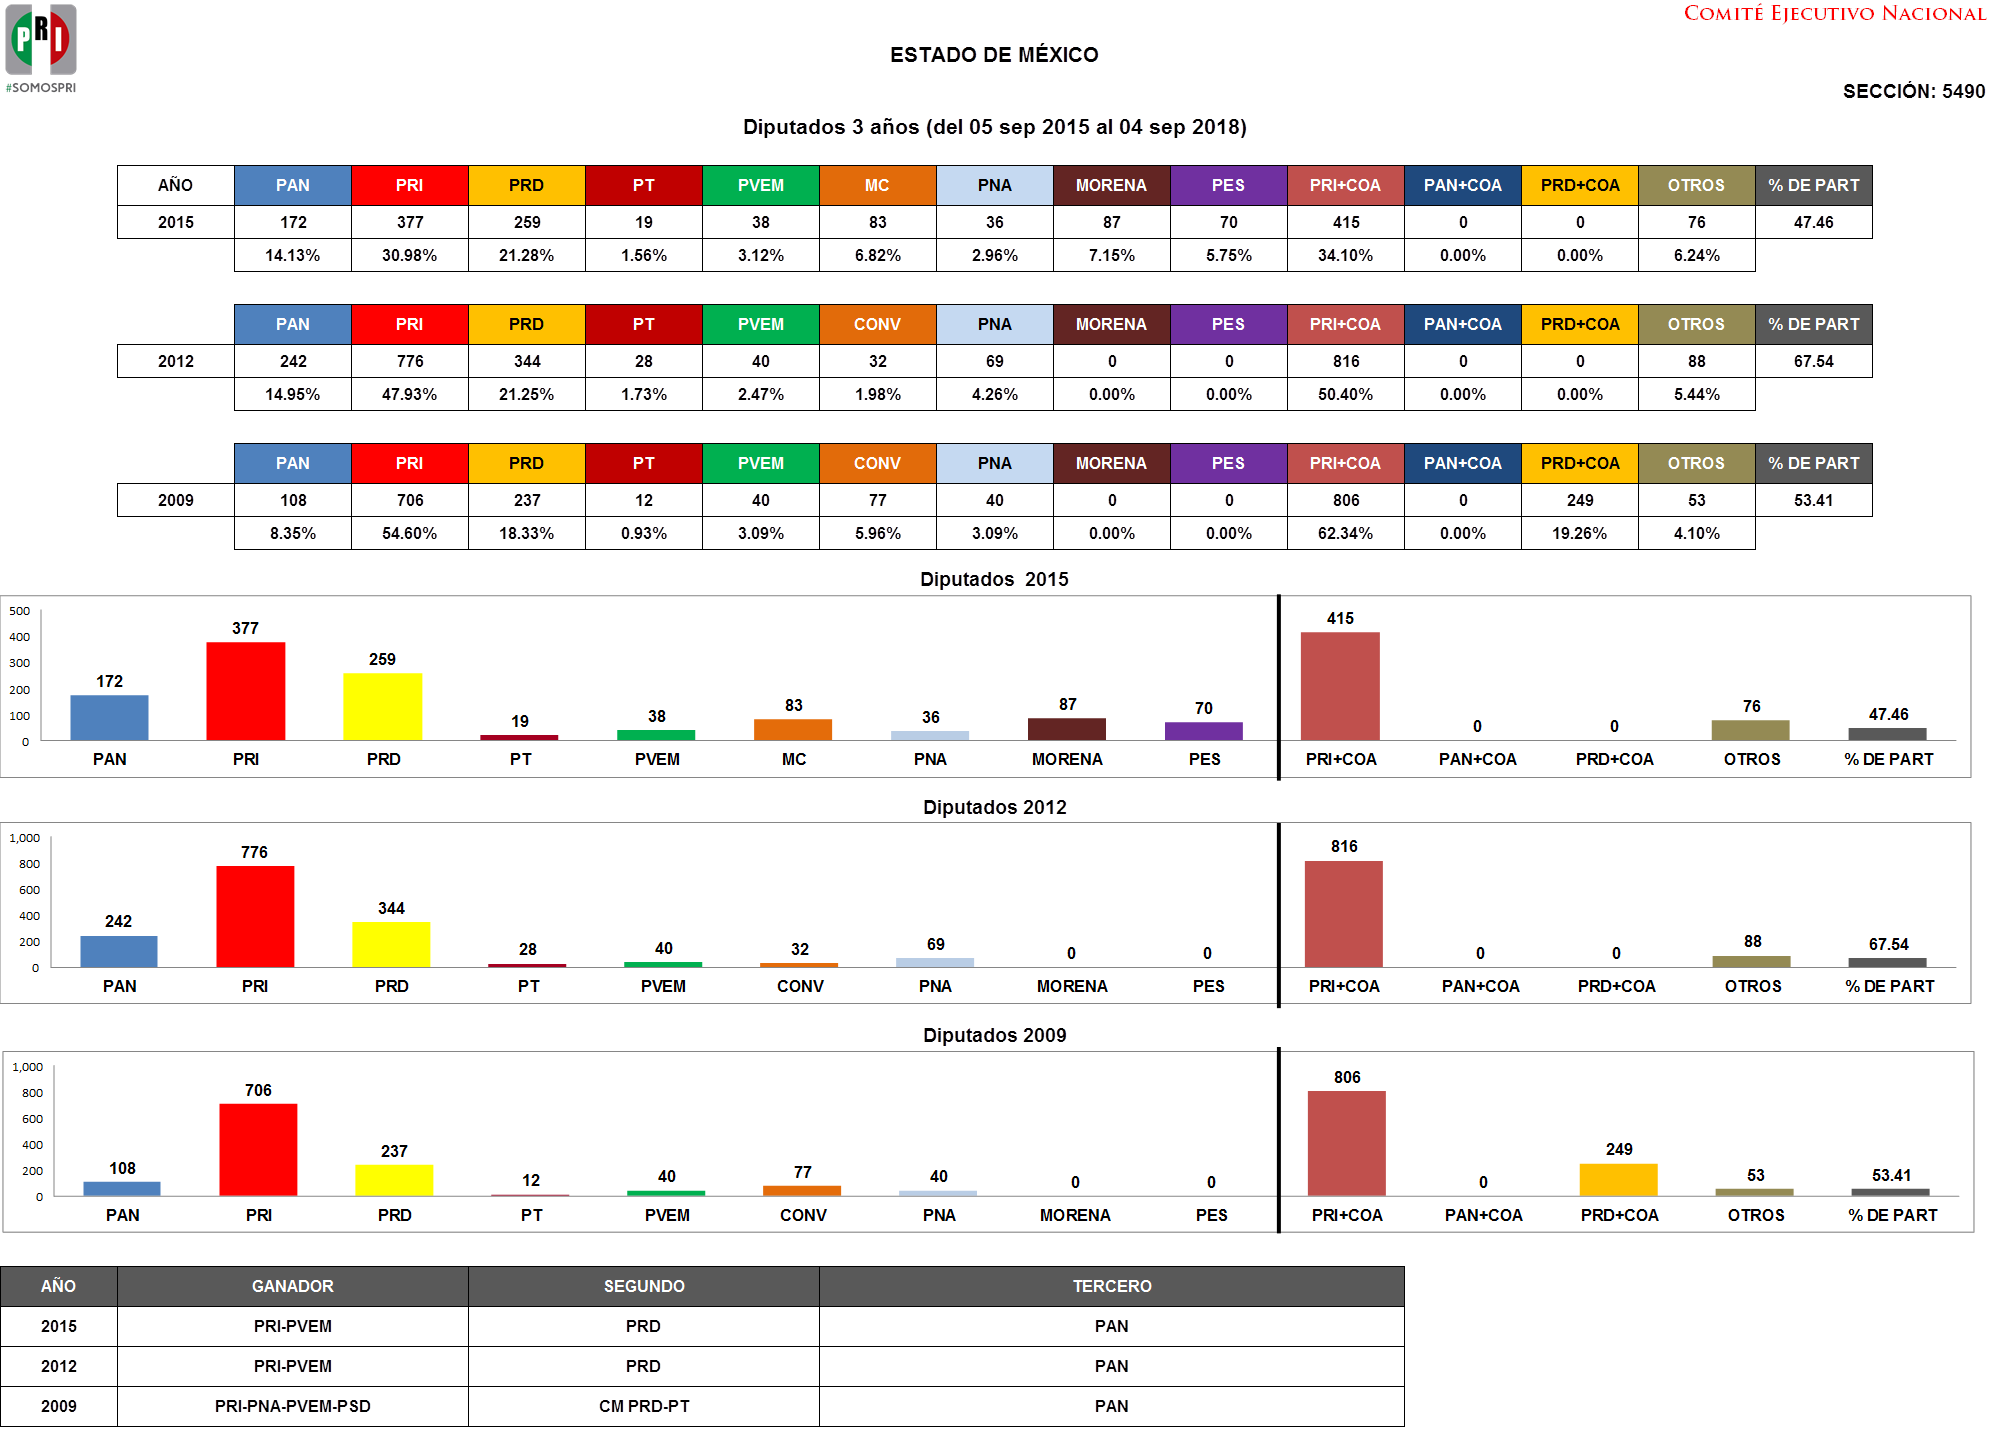 PRI
#SOMOSPRI
COMITÉ EJECUTIVO NACIONAL
ESTADO DE MÉXICO
SECCIÓN: 5490
Diputados 3 años (del 05 sep 2015 al 04 sep 2018)
AÑO PAN PRI PRD PT PVEM MC PNA MORENA PES PRI+COA PAN+COA PRD+COA OTROS % DE PART
2015 172 377 259 19 38 83 36 87 70 415 0 0 76 47.46
14.13% 30.98% 21.28% 1.56% 3.12% 6.82% 2.96% 7.15% 5.75% 34.10% 0.00% 0.00% 6.24%
PAN PRI PRD PT PVEM CONV PNA MORENA PES PRI+COA PAN+COA PRD+COA OTROS % DE PART
2012 242 776 344 28 40 32 69 0 0 816 0 0 88 67.54
14.95% 47.93% 21.25% 1.73% 2.47% 1.98% 4.26% 0.00% 0.00% 50.40% 0.00% 0.00% 5.44%
PAN PRI PRD PT PVEM CONV PNA MORENA PES PRI+COA PAN+COA PRD+COA OTROS % DE PART
2009 108 706 237 12 40 77 40 0 0 806 0 249 53 53.41
8.35% 54.60% 18.33% 0.93% 3.09% 5.96% 3.09% 0.00% 0.00% 62.34% 0.00% 19.26% 4.10%
Diputados 2015
500
400
300
200
100
0
172 377 259 19 38 83 36 87 70 415 0 0 76 47.46
PAN PRI PRD PT PVEM MC PNA MORENA PES PRI+COA PAN+COA PRD+COA OTROS % DE PART
Diputados 2012
1,000
800
600
400
200
0
242 776 344 28 40 32 69 0 0 816 0 0 88 67.54
PAN PRI PRD PT PVEM CONV PNA MORENA PES PRI+COA PAN+COA PRD+COA OTROS % DE PART
Diputados 2009
1,000
800
600
400
200
0
108 706 237 12 40 77 40 0 0 806 0 249 53 53.41
PAN PRI PRD PT PVEM CONV PNA MORENA PES PRI+COA PAN+COA PRD+COA OTROS % DE PART
AÑO GANADOR SEGUNDO TERCERO
2015 PRI-PVEM PRD PAN
2012 PRI-PVEM PRD PAN
2009 PRI-PNA-PVEM-PSD CM PRD-PT PAN